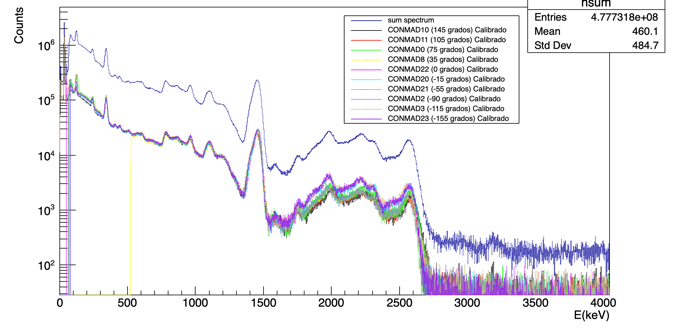 hsum
Entries 4.777318e+08
Mean 460.1
Std Dev 484.7
Counts
sum spectrum
CONMAD10 (145 grados) Calibrado
CONMAD11 (105 grados) Calibrado
CONMAD0 (75 grados) Calibrado
CONMAD8 (35 grados) Calibrado
CONMAD22 (0 grados) Calibrado
CONMAD20 (-15 grados) Calibrado
CONMAD21 (-55 grados) Calibrado
CONMAD2 (-90 grados) Calibrado
CONMAD3 (-115 grados) Calibrado
CONMAD23 (-155 grados) Calibrado
10⁶
10⁵
10⁴
10³
10²
0 500 1000 1500 2000 2500 3000 3500 4000
E(keV)